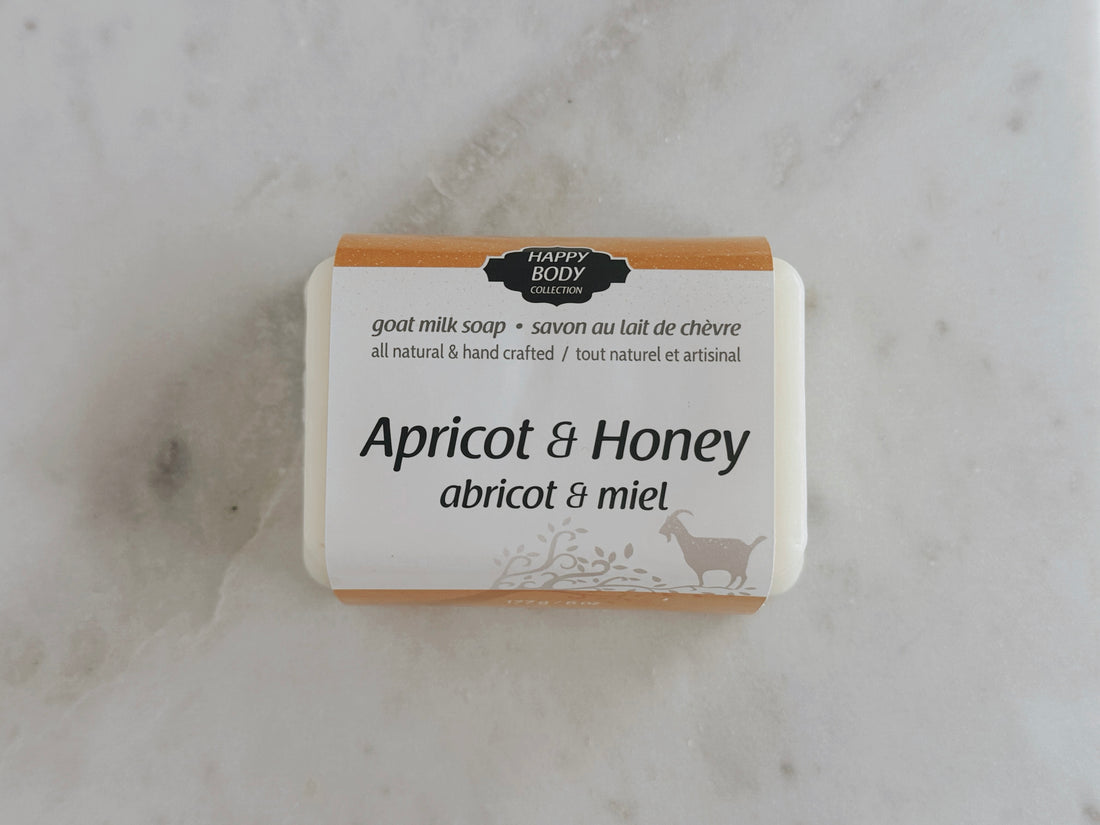 HAPPY
BODY
COLLECTION
goat milk soap • savon au lait de chèvre
all natural & hand crafted / tout naturel et artisinal
Apricot & Honey
abricot & miel